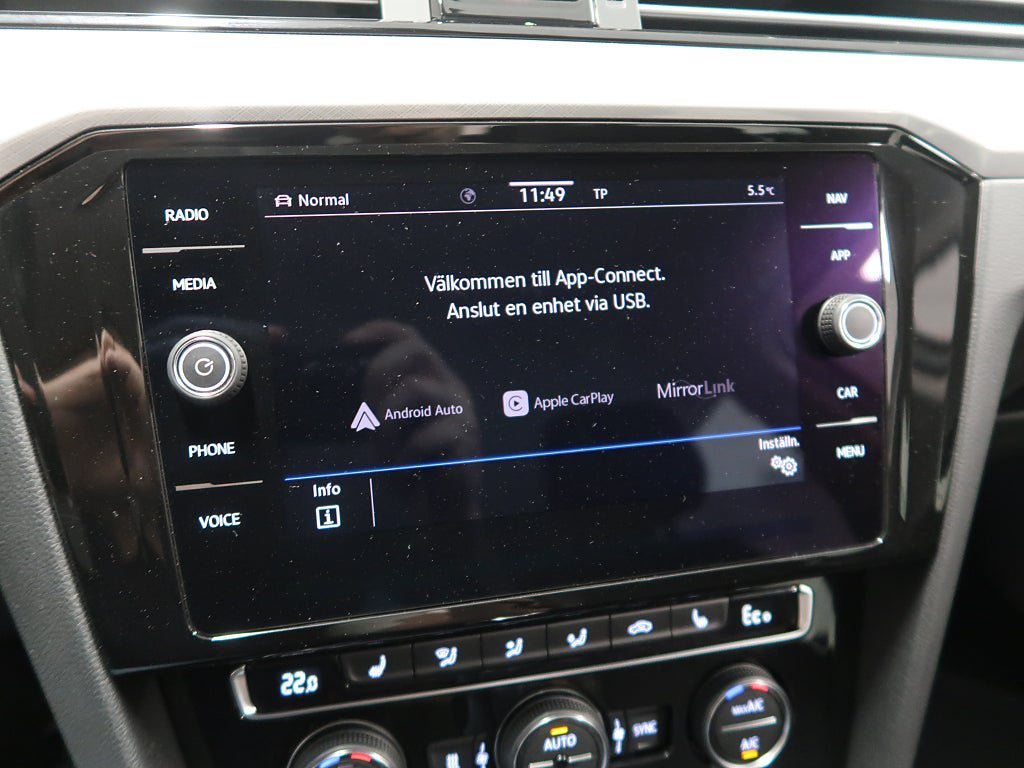 RADIO
MEDIA
PHONE
VOICE
Normal
11:49
TP
5.5°C
Välkommen till App-Connect.
Anslut en enhet via USB.
Android Auto
Apple CarPlay
MirrorLink
Inställn.
Info
i
NAV
APP
CAR
MENU
22.0
Eco
AUTO
SYNC
MAX A/C
A/C